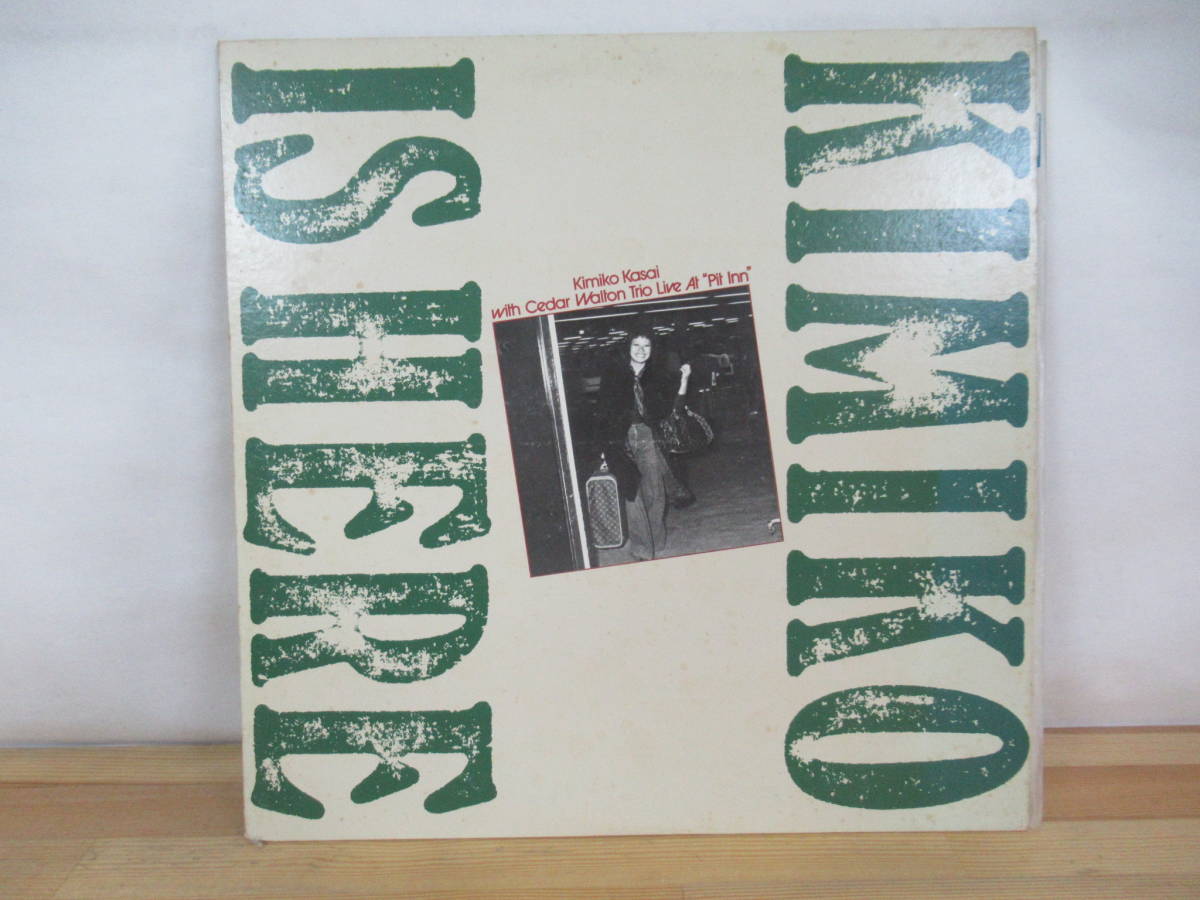 KIMIKO
IS HERE
Kimiko Kasai
with Cedar Walton Trio Live At "Pit Inn"